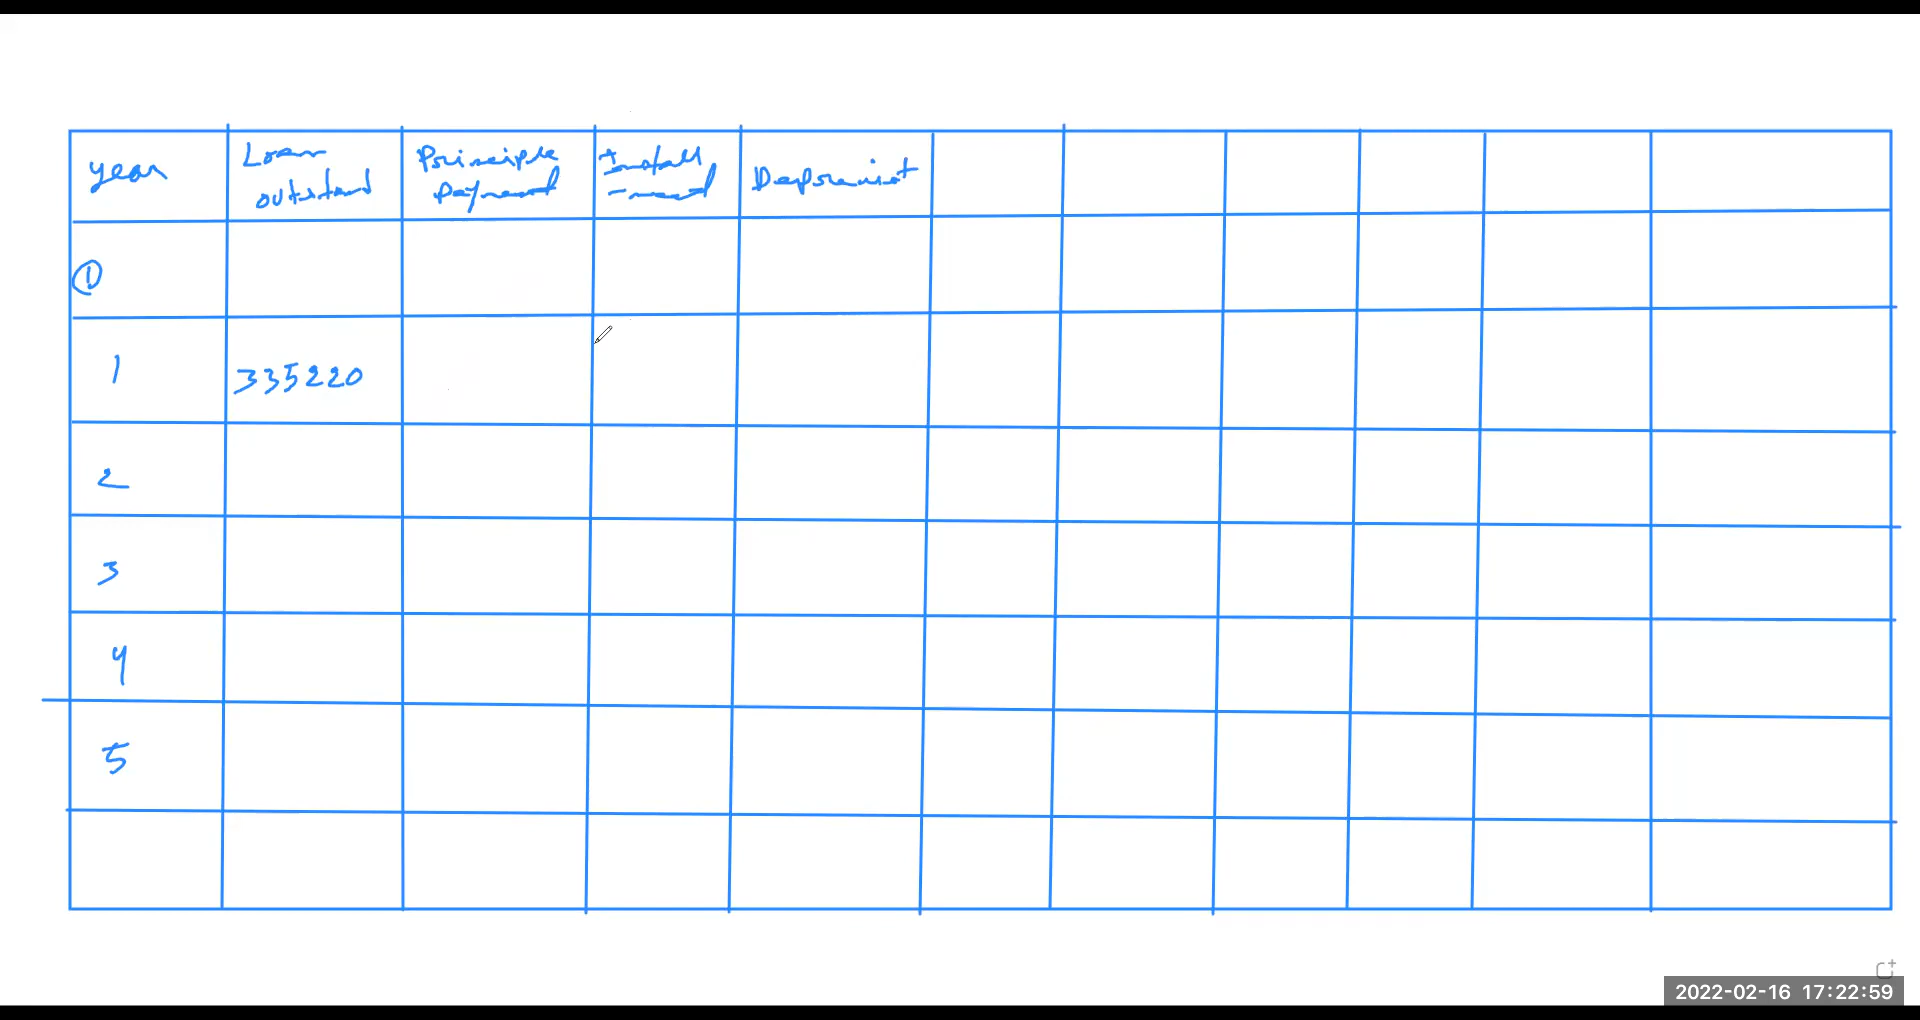 year
Loan
outstand
Principle
Payment
Install
-ment
Depreciat
①
1
335220
2
3
4
5
2022-02-16 17:22:59